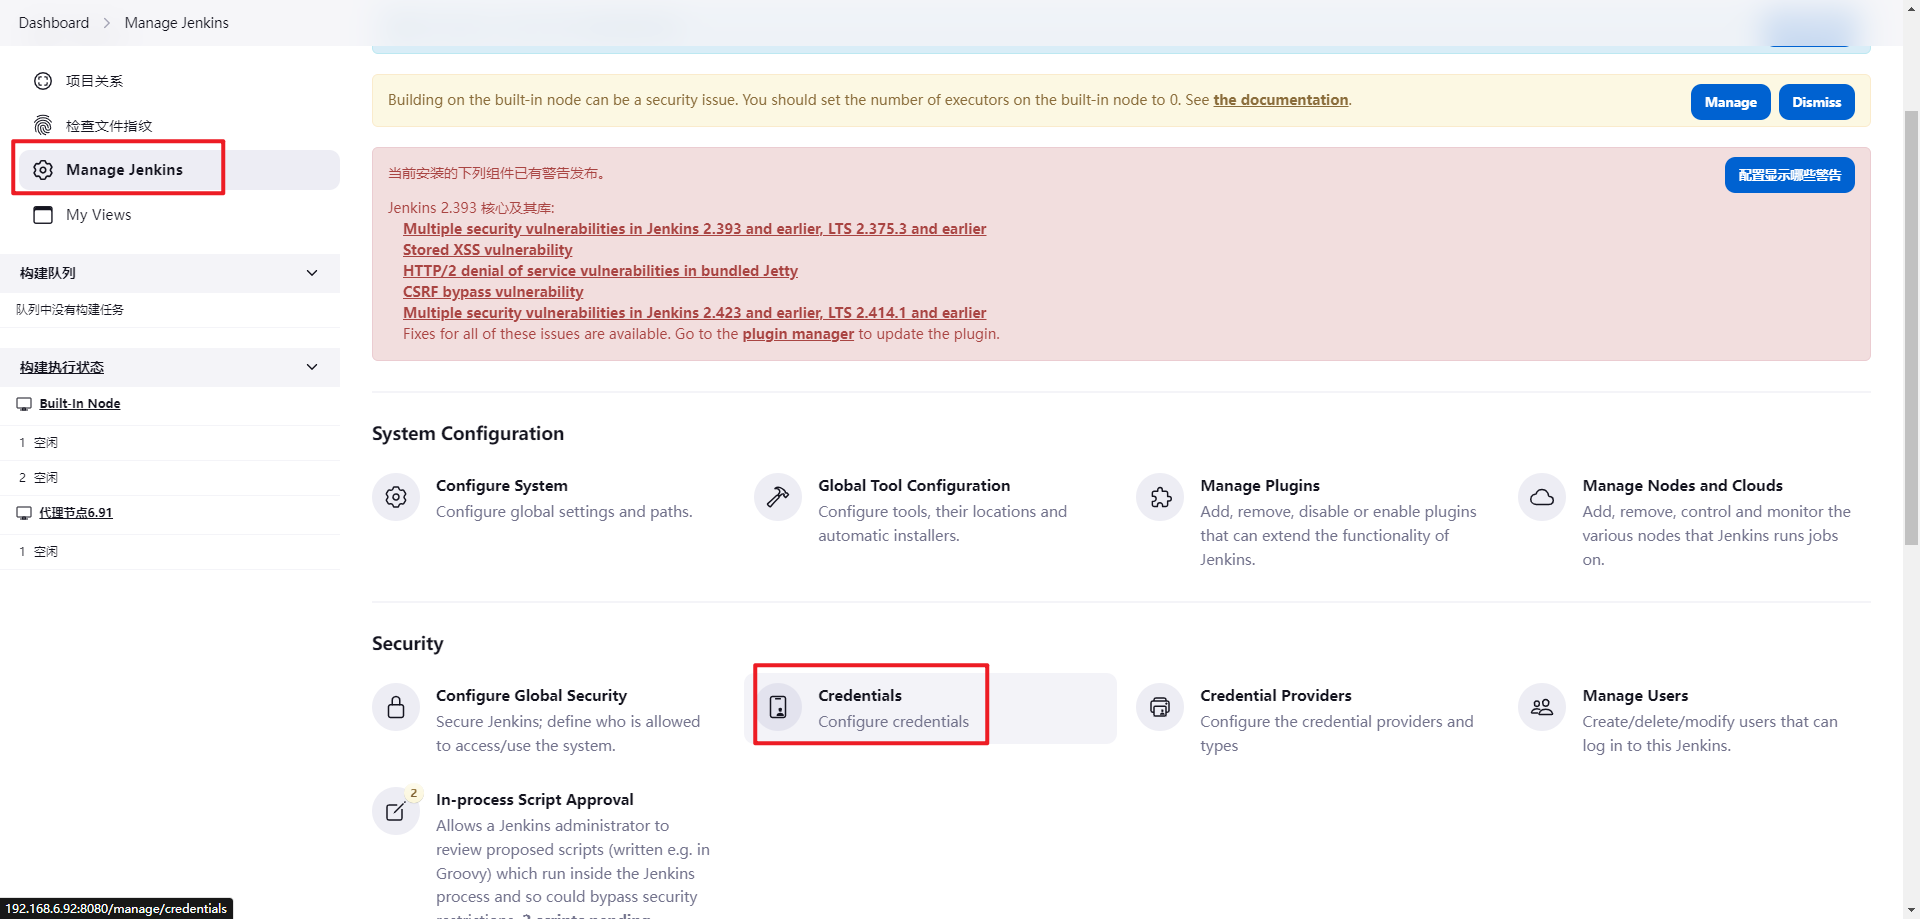 Dashboard > Manage Jenkins
项目关系
检查文件指纹
Manage Jenkins
My Views
构建队列
队列中没有构建任务
构建执行状态
Built-In Node
1 空闲
2 空闲
代理节点6.91
1 空闲
Building on the built-in node can be a security issue. You should set the number of executors on the built-in node to 0. See the documentation.
Manage
Dismiss
当前安装的下列组件已有警告发布。
配置显示哪些警告
Jenkins 2.393 核心及其库:
Multiple security vulnerabilities in Jenkins 2.393 and earlier, LTS 2.375.3 and earlier
Stored XSS vulnerability
HTTP/2 denial of service vulnerabilities in bundled Jetty
CSRF bypass vulnerability
Multiple security vulnerabilities in Jenkins 2.423 and earlier, LTS 2.414.1 and earlier
Fixes for all of these issues are available. Go to the plugin manager to update the plugin.
System Configuration
Configure System
Configure global settings and paths.
Global Tool Configuration
Configure tools, their locations and
automatic installers.
Manage Plugins
Add, remove, disable or enable plugins
that can extend the functionality of
Jenkins.
Manage Nodes and Clouds
Add, remove, control and monitor the
various nodes that Jenkins runs jobs
on.
Security
Configure Global Security
Secure Jenkins; define who is allowed
to access/use the system.
Credentials
Configure credentials
Credential Providers
Configure the credential providers and
types
Manage Users
Create/delete/modify users that can
log in to this Jenkins.
2
In-process Script Approval
Allows a Jenkins administrator to
review proposed scripts (written e.g. in
Groovy) which run inside the Jenkins
process and so could bypass security
restrictions. 2 scripts pending
192.168.6.92:8080/manage/credentials